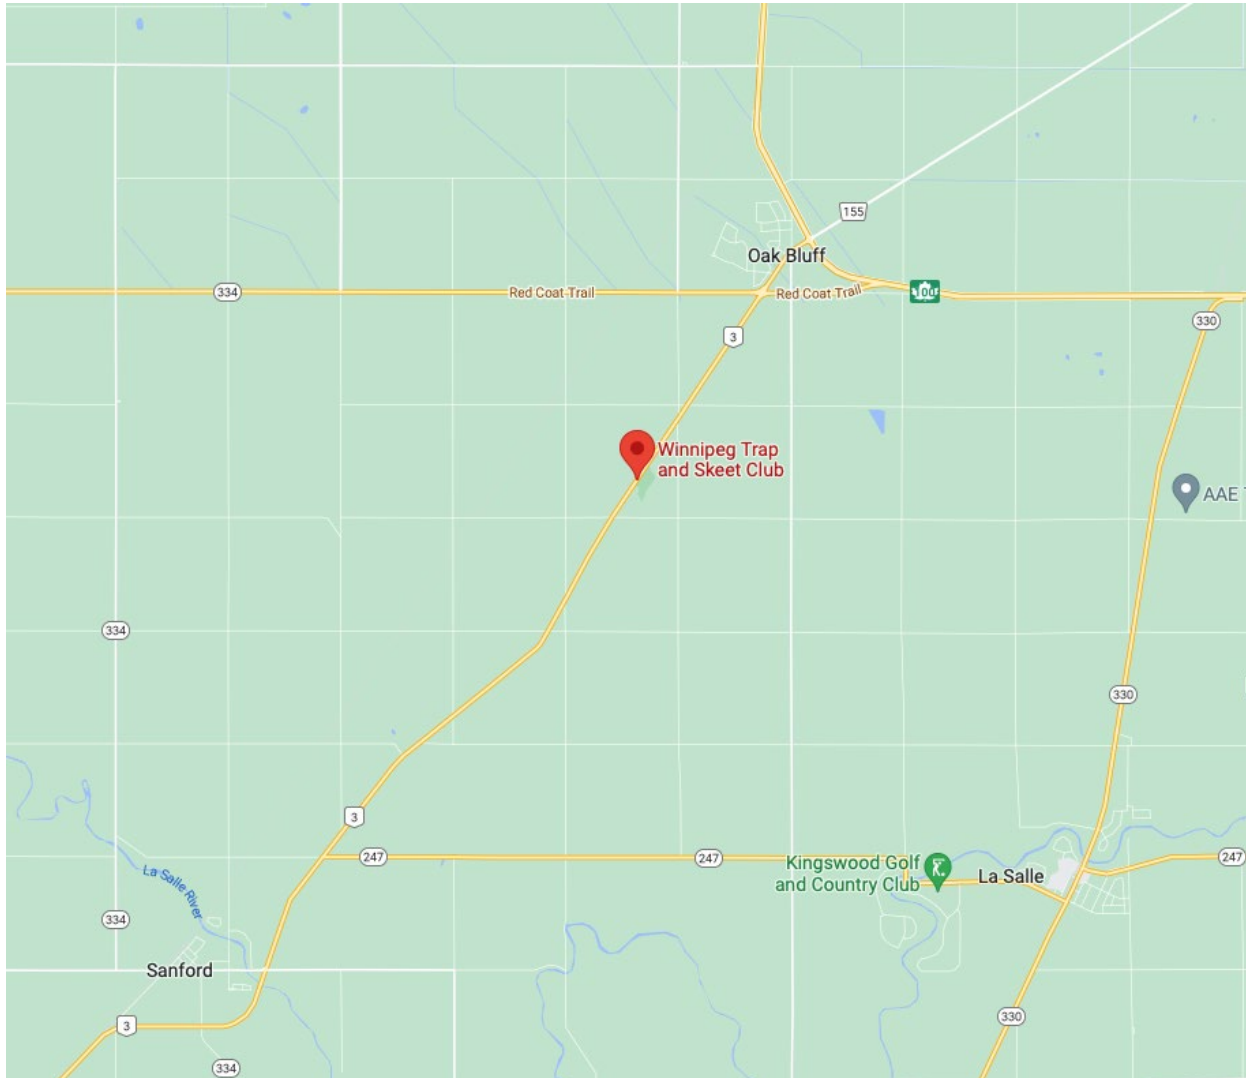 155
Oak Bluff
334
Red Coat Trail
Red Coat Trail
100
330
3
Winnipeg Trap
and Skeet Club
AAE
334
330
3
247
247
Kingswood Golf
and Country Club
La Salle
247
La Salle River
334
Sanford
3
330
334